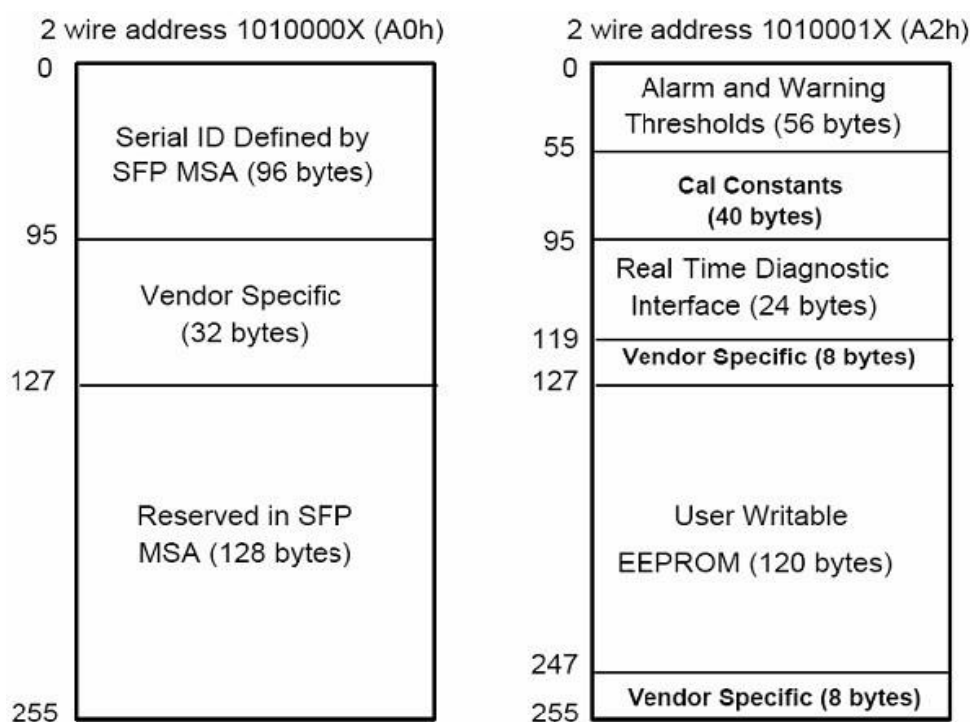 2 wire address 1010000X (A0h)
0
Serial ID Defined by
SFP MSA (96 bytes)
95
Vendor Specific
(32 bytes)
127
Reserved in SFP
MSA (128 bytes)
255
2 wire address 1010001X (A2h)
0
Alarm and Warning
Thresholds (56 bytes)
55
Cal Constants
(40 bytes)
95
Real Time Diagnostic
Interface (24 bytes)
119
Vendor Specific (8 bytes)
127
User Writable
EEPROM (120 bytes)
247
Vendor Specific (8 bytes)
255